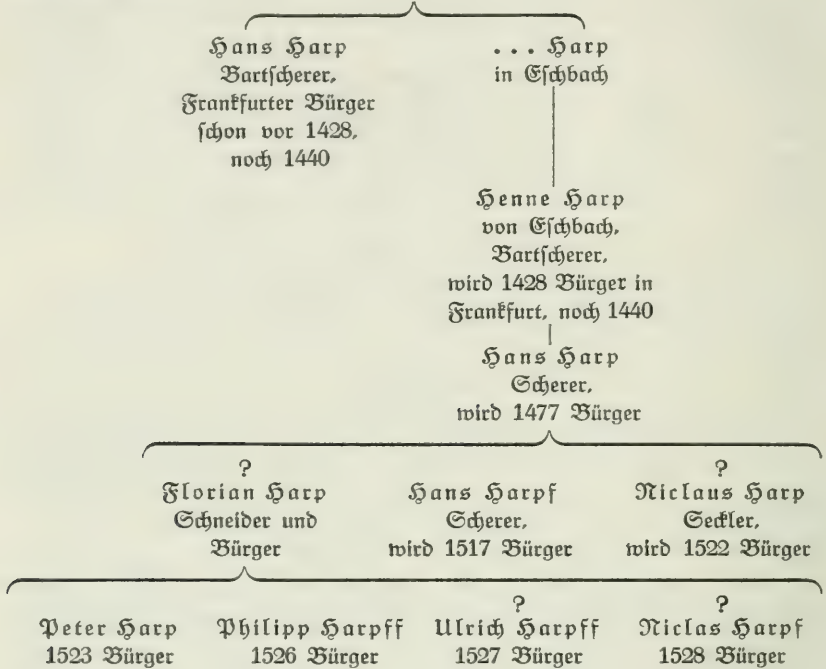 Hans Harp
Bartscherer,
Frankfurter Bürger
schon vor 1428,
noch 1440
... Harp
in Eschbach
Henne Harp
von Eschbach,
Bartscherer,
wird 1428 Bürger in
Frankfurt, noch 1440
Hans Harp
Scherer,
wird 1477 Bürger
?
Florian Harp
Schneider und
Bürger
Hans Harpf
Scherer,
wird 1517 Bürger
?
Niclaus Harp
Seckler,
wird 1522 Bürger
Peter Harp
1523 Bürger
Philipp Harpff
1526 Bürger
?
Ulrich Harpff
1527 Bürger
?
Niclas Harpf
1528 Bürger